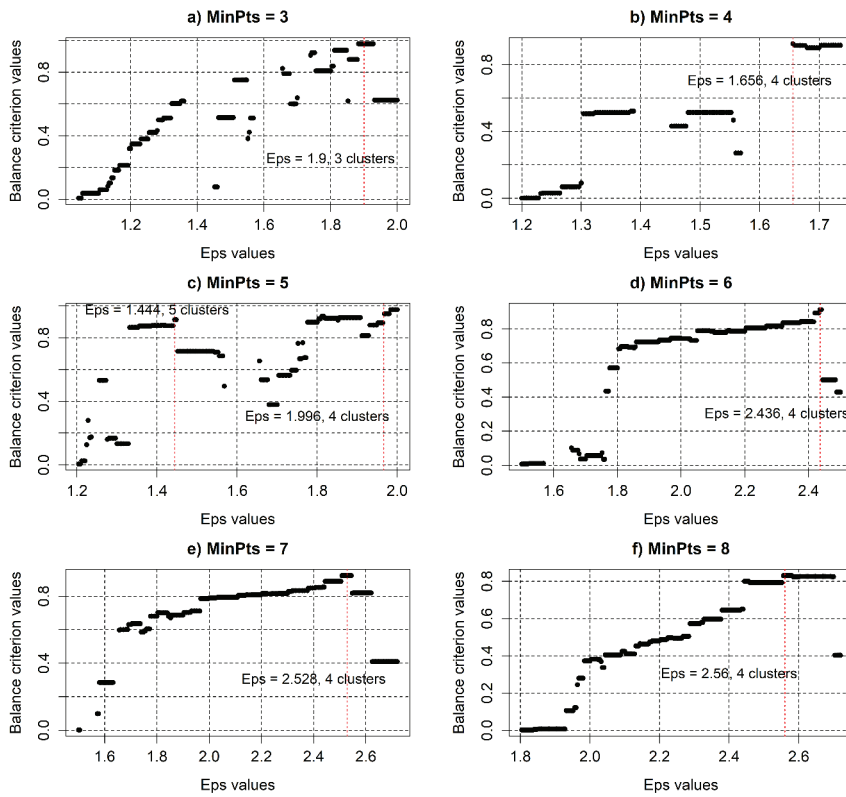 a) MinPts = 3
Balance criterion values
0.0 0.4 0.8
Eps = 1.9, 3 clusters
1.2 1.4 1.6 1.8 2.0
Eps values
b) MinPts = 4
Balance criterion values
0.0 0.4 0.8
Eps = 1.656, 4 clusters
1.2 1.3 1.4 1.5 1.6 1.7
Eps values
c) MinPts = 5
Balance criterion values
0.0 0.4 0.8
Eps = 1.444, 5 clusters
Eps = 1.996, 4 clusters
1.2 1.4 1.6 1.8 2.0
Eps values
d) MinPts = 6
Balance criterion values
0.0 0.2 0.4 0.6 0.8
Eps = 2.436, 4 clusters
1.6 1.8 2.0 2.2 2.4
Eps values
e) MinPts = 7
Balance criterion values
0.0 0.4 0.8
Eps = 2.528, 4 clusters
1.6 1.8 2.0 2.2 2.4 2.6
Eps values
f) MinPts = 8
Balance criterion values
0.0 0.2 0.4 0.6 0.8
Eps = 2.56, 4 clusters
1.8 2.0 2.2 2.4 2.6
Eps values